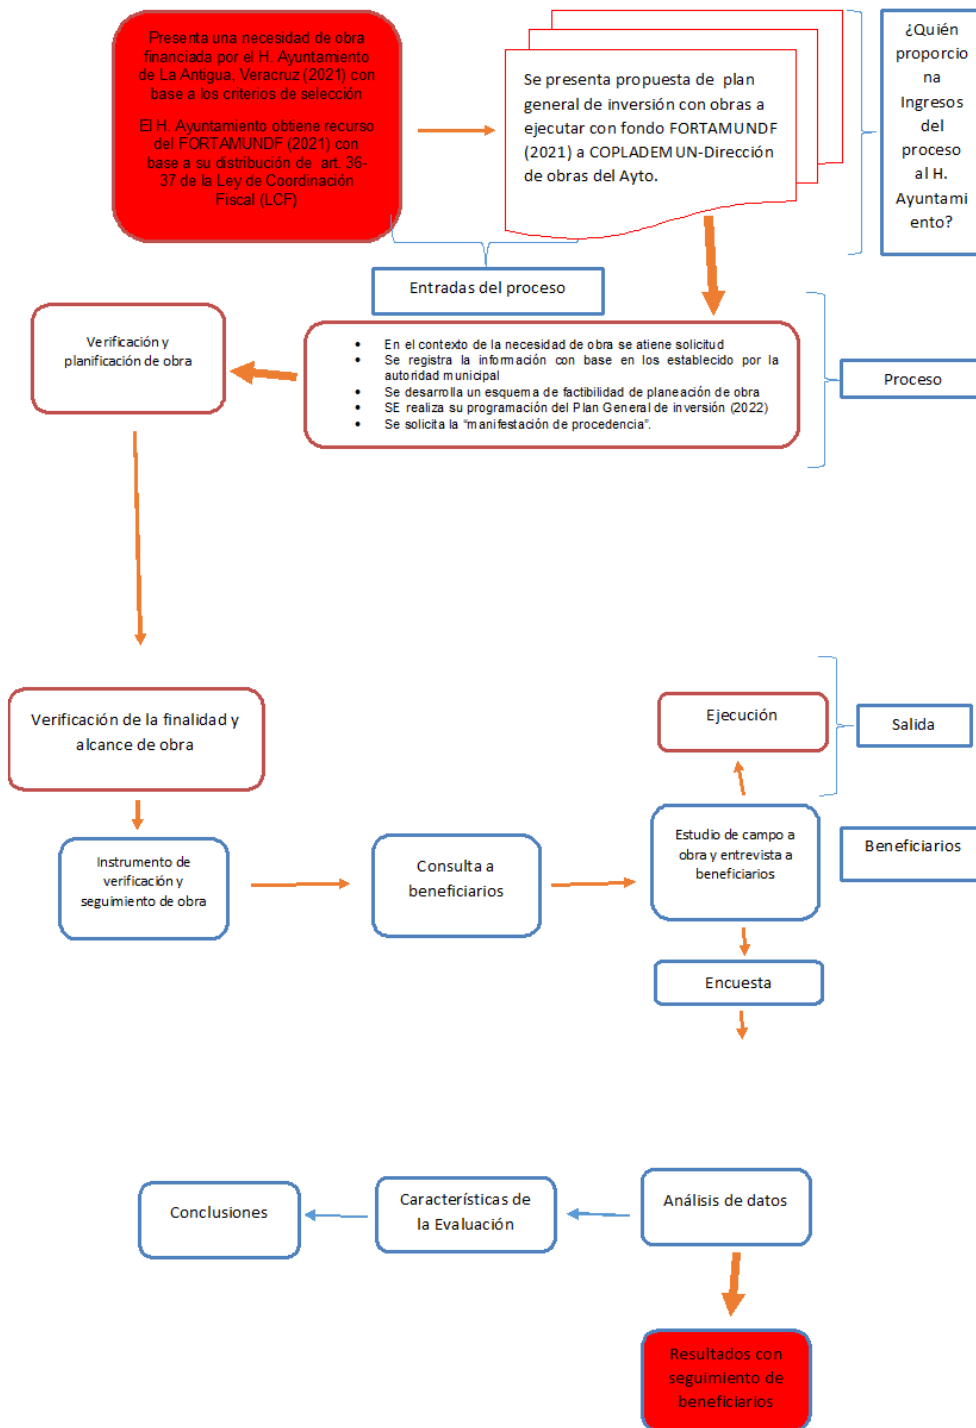 Presenta una necesidad de obra
financiada por el H. Ayuntamiento
de La Antigua, Veracruz (2021) con
base a los criterios de selección
El H. Ayuntamiento obtiene recurso
del FORTAMUNDF (2021) con
base a su distribución de art. 36-
37 de la Ley de Coordinación
Fiscal (LCF)
Se presenta propuesta de plan
general de inversión con obras a
ejecutar con fondo FORTAMUNDF
(2021) a COPLADEMUN-Dirección
de obras del Ayto.
¿Quién
proporcio
na
Ingresos
del
proceso
al H.
Ayuntami
ento?
Entradas del proceso
Verificación y
planificación de obra
• En el contexto de la necesidad de obra se atiene solicitud
• Se registra la información con base en los establecido por la
autoridad municipal
• Se desarrolla un esquema de factibilidad de planeación de obra
• SE realiza su programación del Plan General de inversión (2022)
• Se solicita la “manifestación de procedencia”.
Proceso
Verificación de la finalidad y
alcance de obra
Ejecución
Salida
Instrumento de
verificación y
seguimiento de obra
Consulta a
beneficiarios
Estudio de campo a
obra y entrevista a
beneficiarios
Beneficiarios
Encuesta
Conclusiones
Características de
la Evaluación
Análisis de datos
Resultados con
seguimiento de
beneficiarios